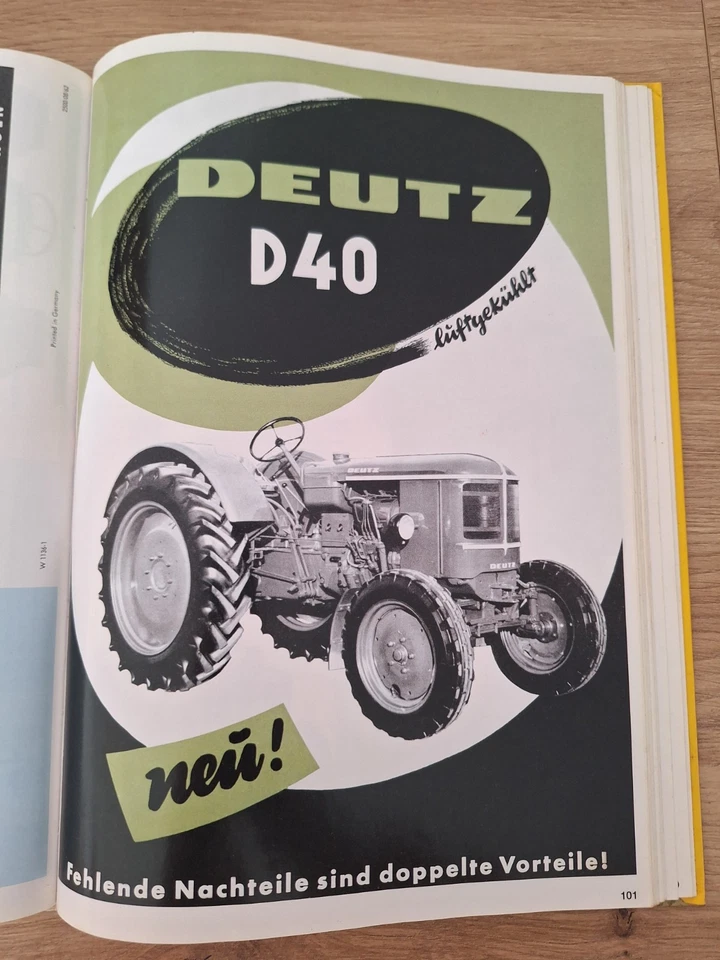 DEUTZ
D40
luftgekühlt
DEUTZ
DEUTZ
neu!
Fehlende Nachteile sind doppelte Vorteile!
101
Printed in Germany
W 1136-1